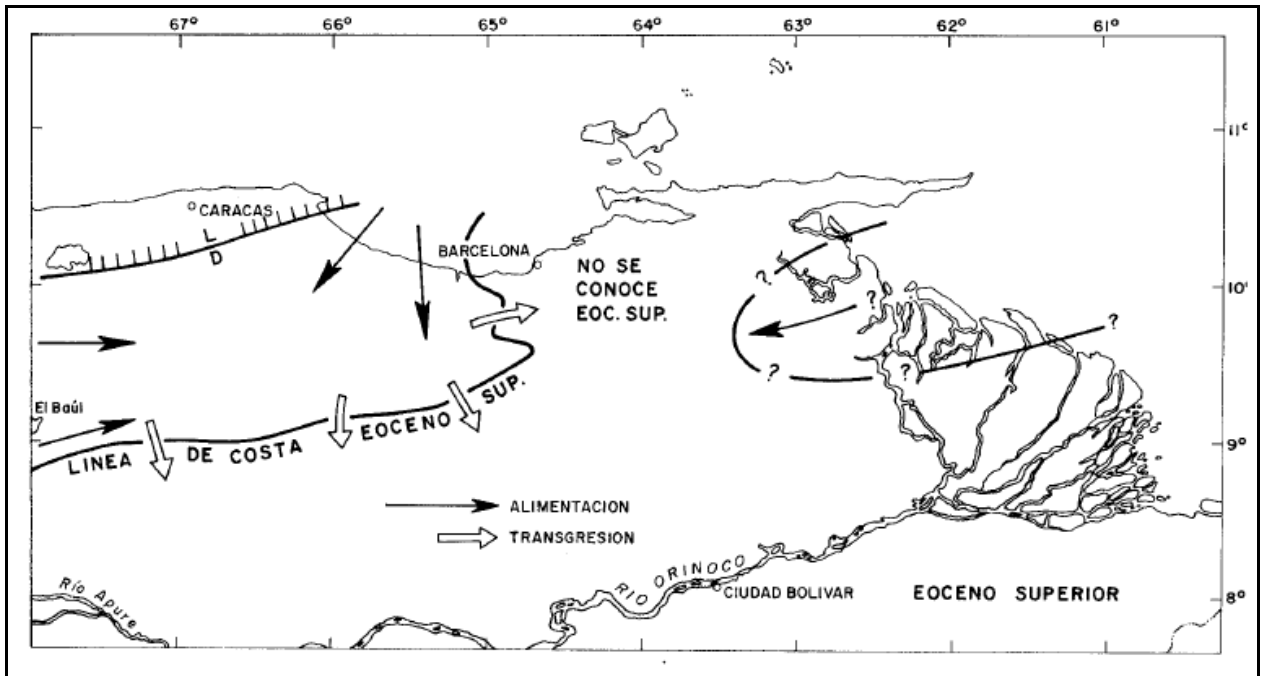 67° 66° 65° 64° 63° 62° 61°
11°
CARACAS
L
D
BARCELONA
NO SE
CONOCE
EOC. SUP.
10°
?
?
?
?
?
El Baúl
LINEA DE COSTA EOCENO SUP.
9°
ALIMENTACION
TRANSGRESION
Río Apure
RIO ORINOCO
CIUDAD BOLIVAR
EOCENO SUPERIOR
8°